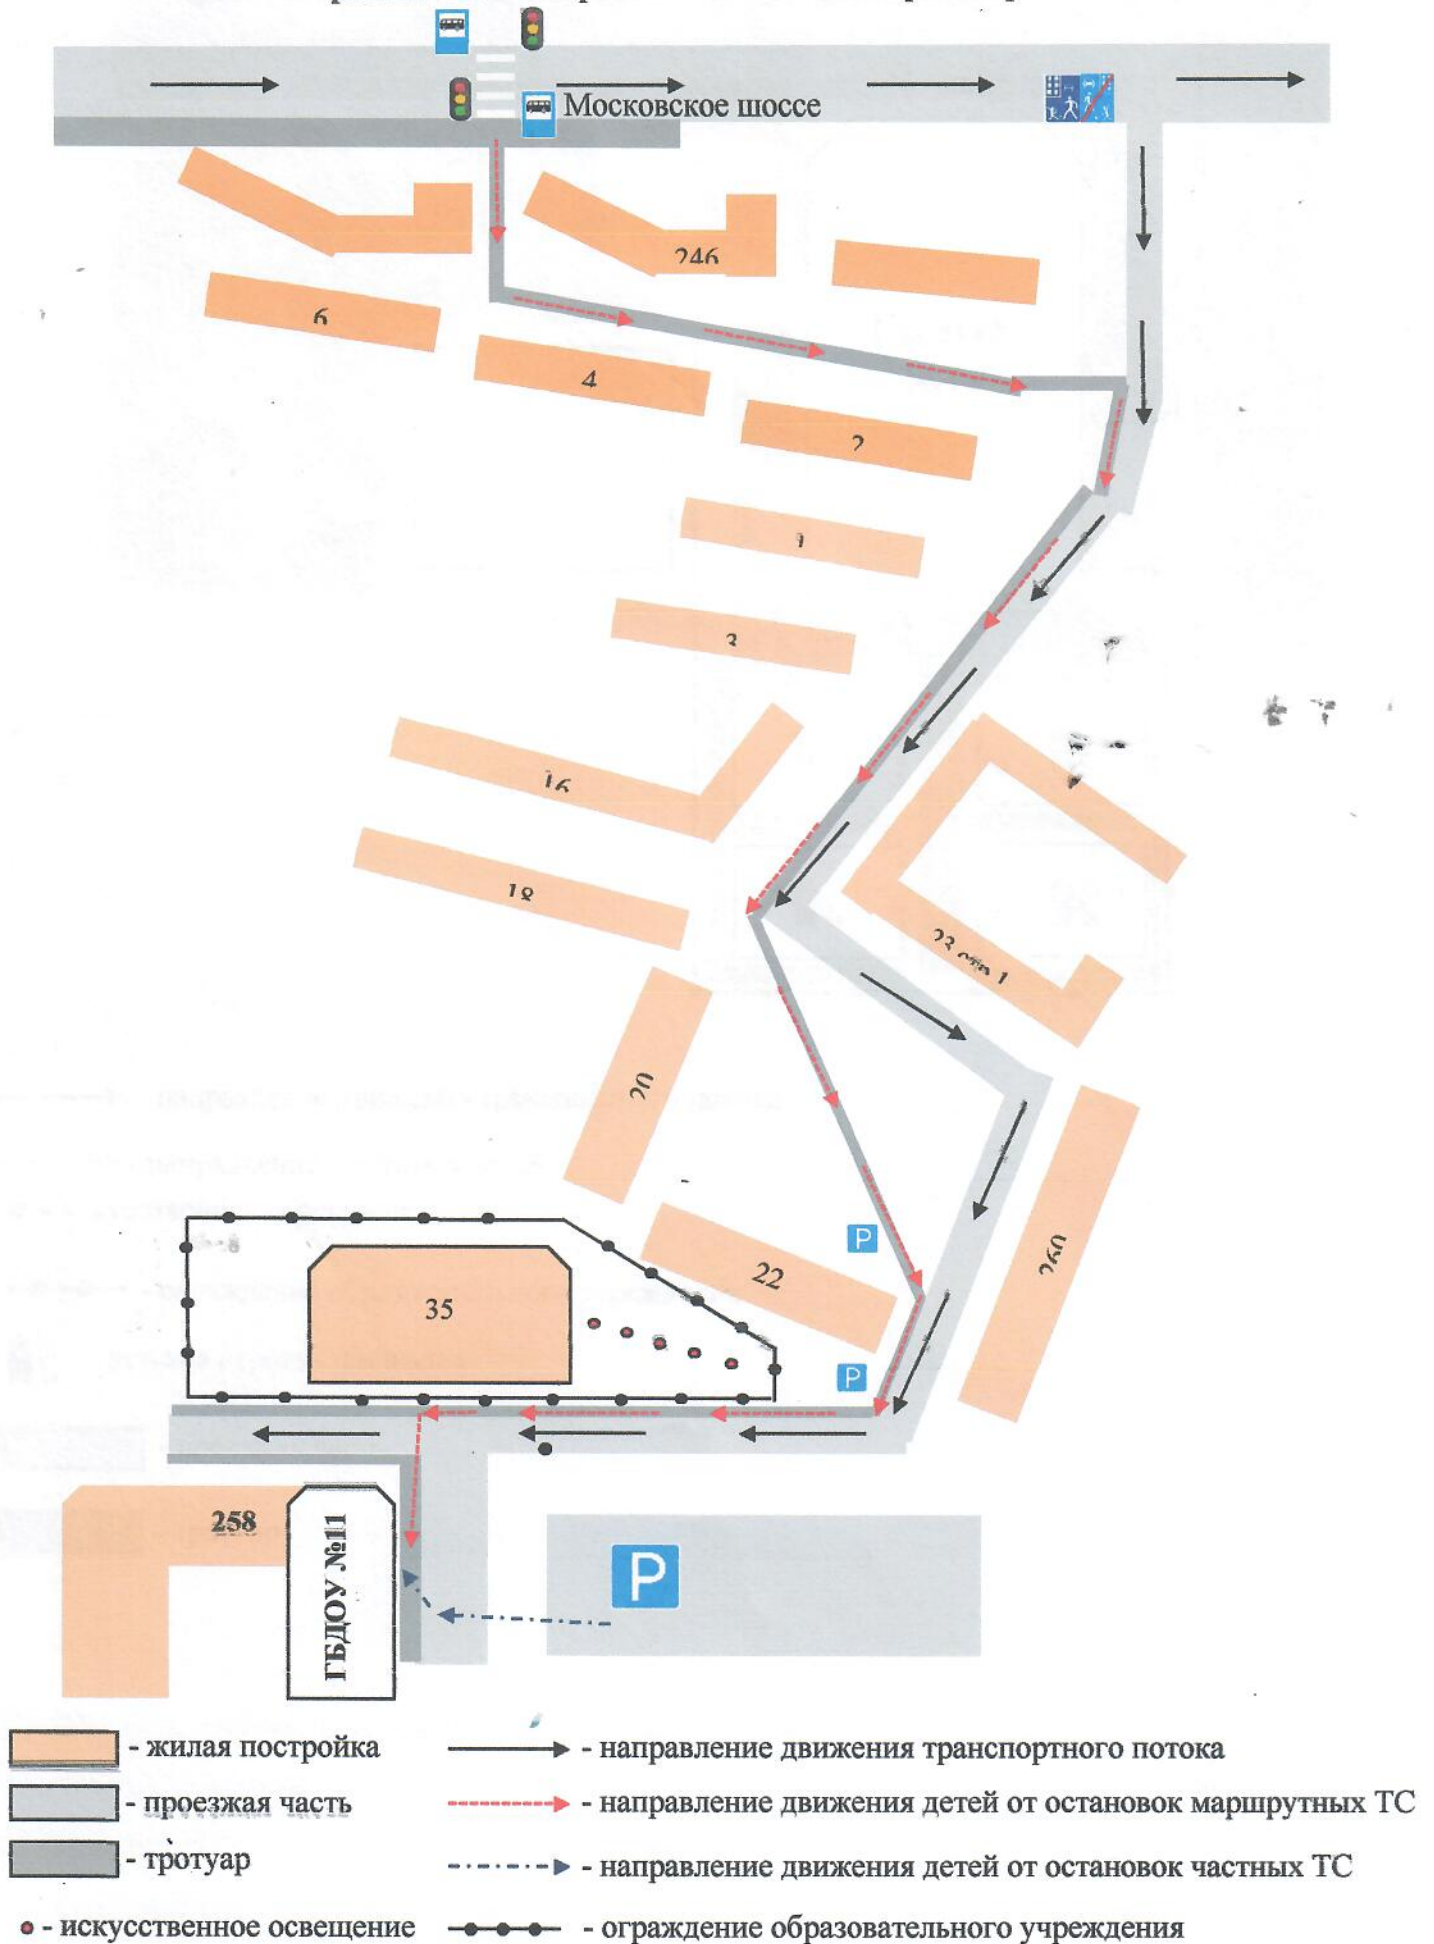 Московское шоссе
246
6
4
2
1
3
16
18
23 стр 1
20
260
22
P
35
P
258
ГБДОУ №11
P
- жилая постройка
- направление движения транспортного потока
- проезжая часть
- направление движения детей от остановок маршрутных ТС
- тротуар
- направление движения детей от остановок частных ТС
- искусственное освещение
- ограждение образовательного учреждения